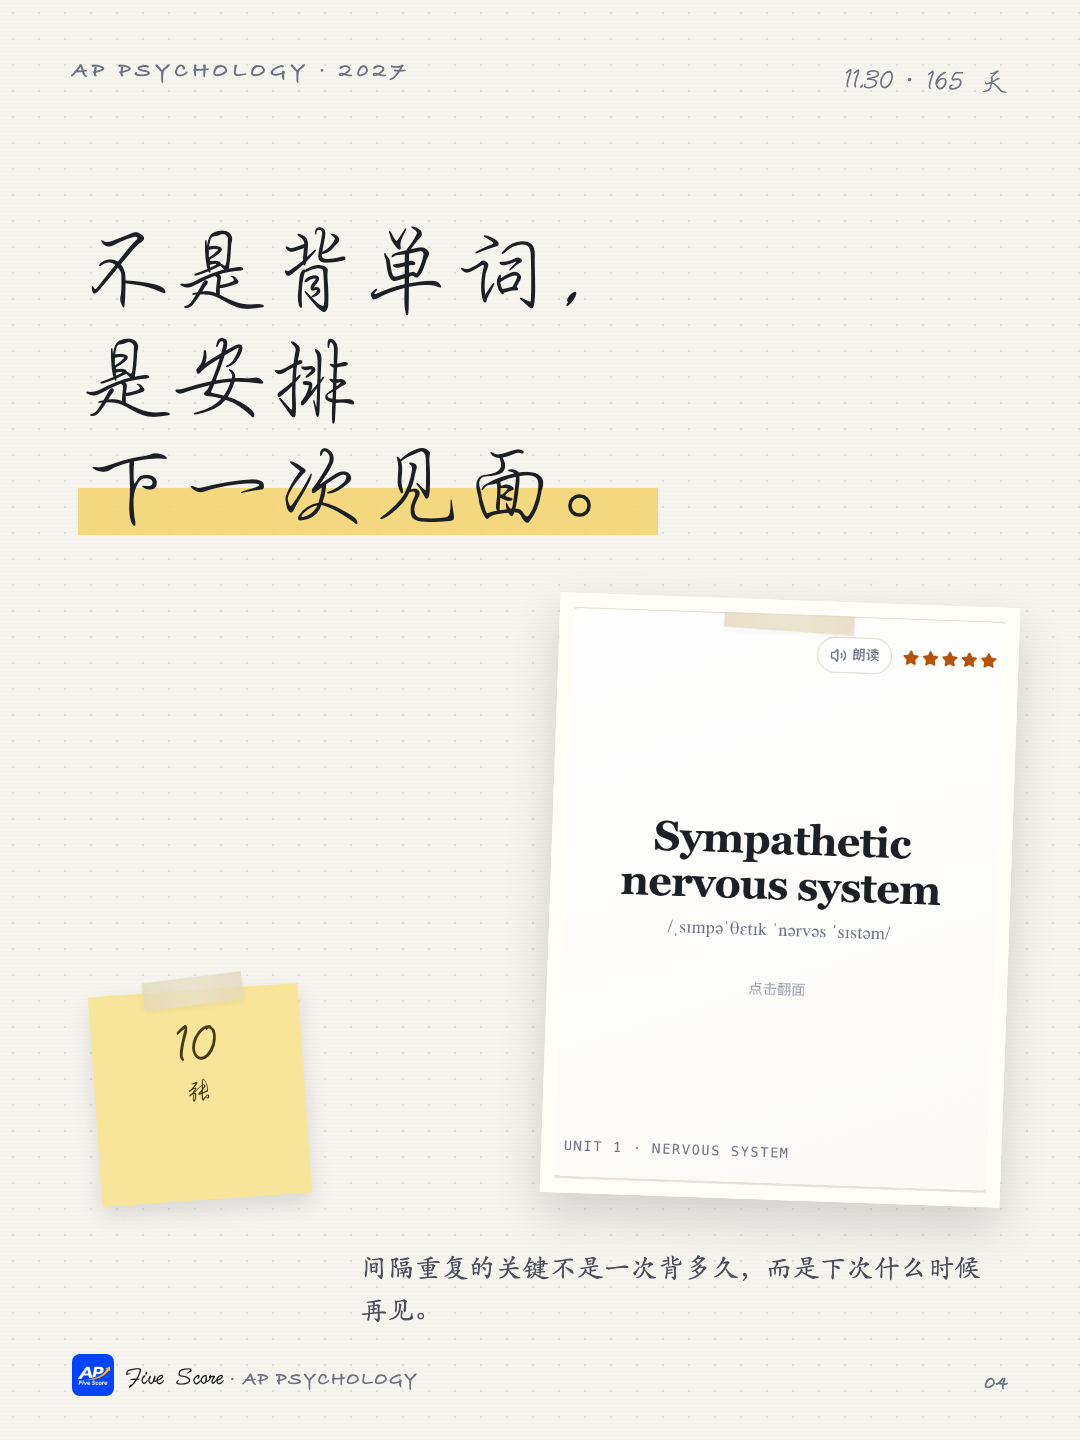 AP PSYCHOLOGY · 2027
11.30 · 165 天
不是背单词，
是安排
下一次见面。
朗读
Sympathetic
nervous system
/ˌsɪmpəˈθɛtɪk ˈnərvəs ˈsɪstəm/
点击翻面
UNIT 1 · NERVOUS SYSTEM
10
张
间隔重复的关键不是一次背多久，而是下次什么时候
再见。
AP
Five Score
Five Score · AP PSYCHOLOGY
04